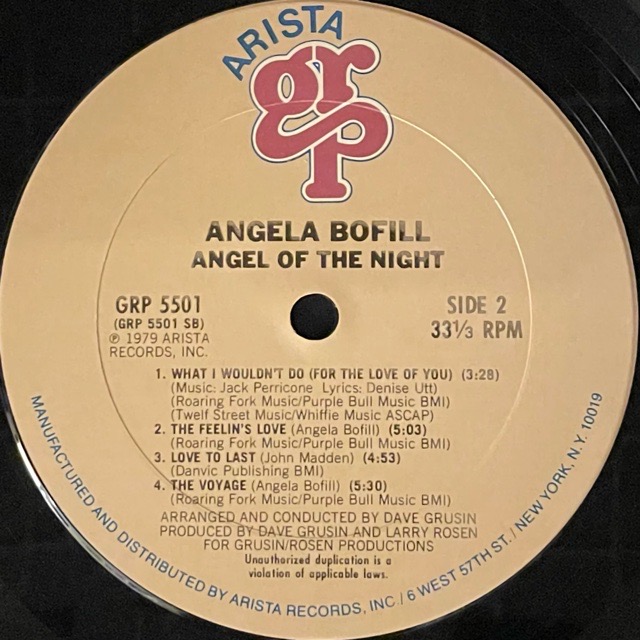 ARISTA
grp
ANGELA BOFILL
ANGEL OF THE NIGHT
GRP 5501
(GRP 5501 SB)
℗ 1979 ARISTA
RECORDS, INC.
SIDE 2
33⅓ RPM
1. WHAT I WOULDN'T DO (FOR THE LOVE OF YOU) (3:28)
(Music: Jack Perricone Lyrics: Denise Utt)
(Roaring Fork Music/Purple Bull Music BMI)
(Twelf Street Music/Whiffie Music ASCAP)
2. THE FEELIN'S LOVE (Angela Bofill) (5:03)
(Roaring Fork Music/Purple Bull Music BMI)
3. LOVE TO LAST (John Madden) (4:53)
(Danvic Publishing BMI)
4. THE VOYAGE (Angela Bofill) (5:30)
(Roaring Fork Music/Purple Bull Music BMI)
ARRANGED AND CONDUCTED BY DAVE GRUSIN
PRODUCED BY DAVE GRUSIN AND LARRY ROSEN
FOR GRUSIN/ROSEN PRODUCTIONS
Unauthorized duplication is a
violation of applicable laws.
MANUFACTURED AND DISTRIBUTED BY ARISTA RECORDS, INC./6 WEST 57TH ST./NEW YORK, N.Y. 10019